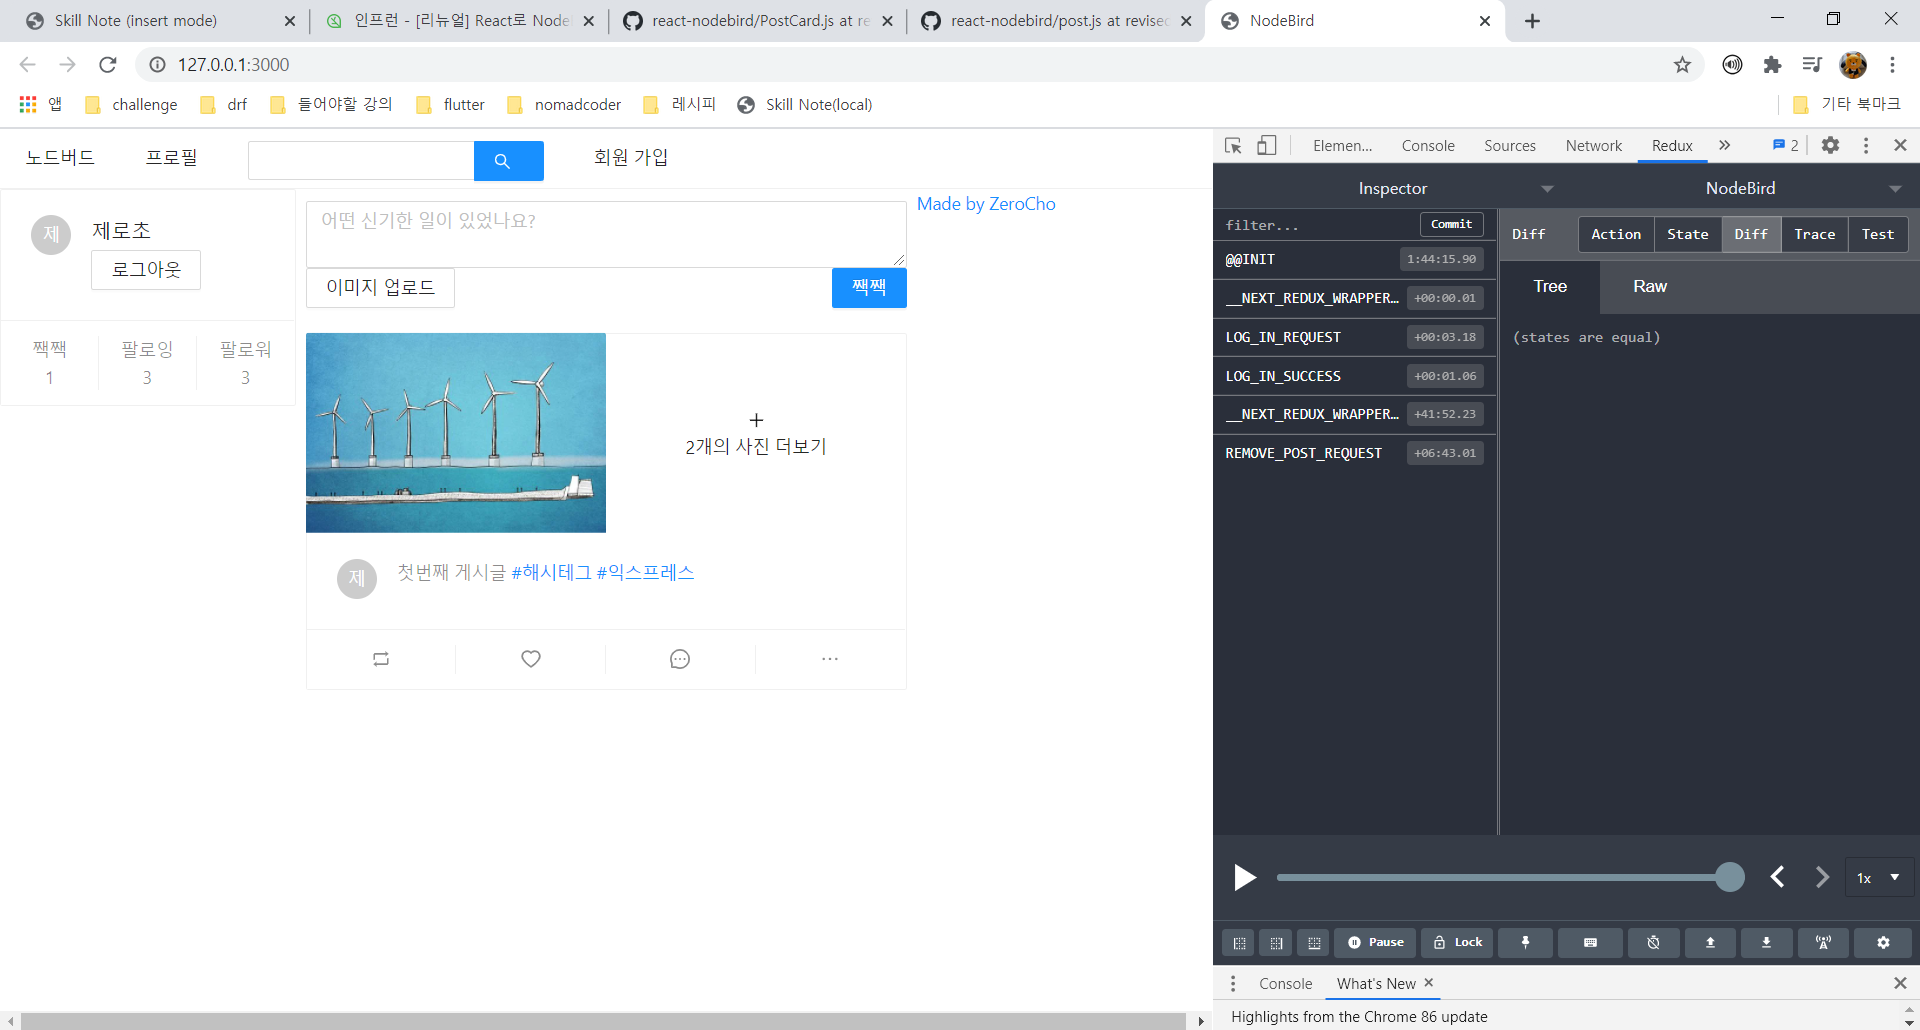 Skill Note (insert mode)
인프런 - [리뉴얼] React로 Node
react-nodebird/PostCard.js at re
react-nodebird/post.js at revised
NodeBird
127.0.0.1:3000
앱
challenge
drf
들어야할 강의
flutter
nomadcoder
레시피
Skill Note(local)
기타 북마크
노드버드
프로필
회원 가입
제
제로초
로그아웃
짹짹
1
팔로잉
3
팔로워
3
어떤 신기한 일이 있었나요?
이미지 업로드
짹짹
Made by ZeroCho
2개의 사진 더보기
제
첫번째 게시글 #해시테그 #익스프레스
Elemen...
Console
Sources
Network
Redux
2
Inspector
NodeBird
filter...
Commit
@@INIT
1:44:15.90
__NEXT_REDUX_WRAPPER...
+00:00.01
LOG_IN_REQUEST
+00:03.18
LOG_IN_SUCCESS
+00:01.06
__NEXT_REDUX_WRAPPER...
+41:52.23
REMOVE_POST_REQUEST
+06:43.01
Diff
Action
State
Diff
Trace
Test
Tree
Raw
(states are equal)
1x
Pause
Lock
Console
What's New
Highlights from the Chrome 86 update